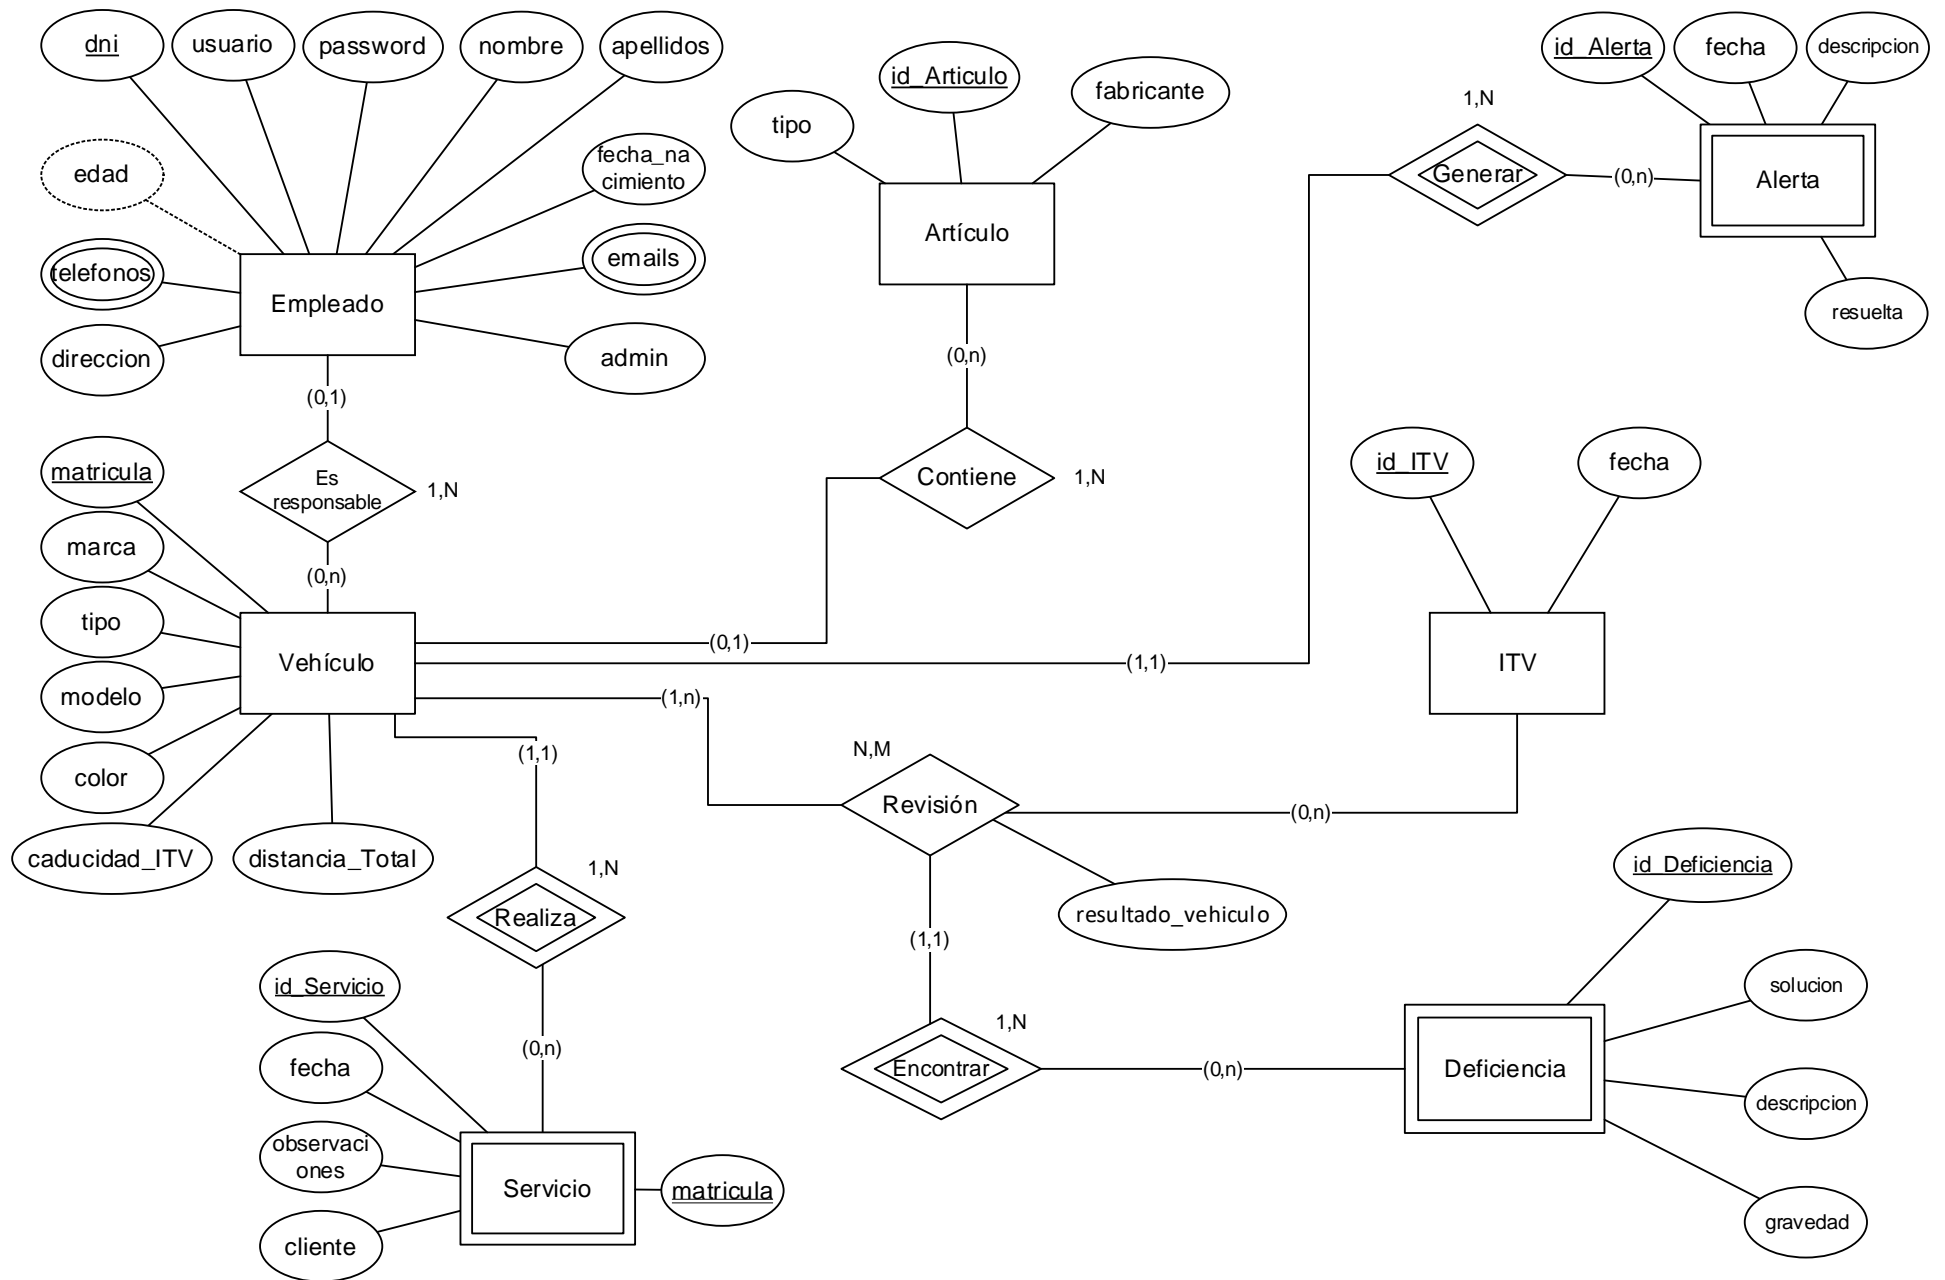 dni
usuario
password
nombre
apellidos
edad
fecha_na
cimiento
telefonos
emails
Empleado
direccion
admin
(0,1)
Es
responsable
1,N
(0,n)
matricula
marca
tipo
modelo
color
caducidad_ITV
distancia_Total
Vehículo
tipo
id_Articulo
fabricante
Artículo
(0,n)
Contiene
1,N
(0,1)
id_Alerta
fecha
descripcion
1,N
Generar
(0,n)
Alerta
resuelta
(1,1)
id_ITV
fecha
ITV
(1,n)
N,M
Revisión
(0,n)
resultado_vehiculo
(1,1)
1,N
Realiza
(0,n)
id_Servicio
fecha
observaci
ones
cliente
Servicio
matricula
(1,1)
1,N
Encontrar
(0,n)
Deficiencia
id_Deficiencia
solucion
descripcion
gravedad